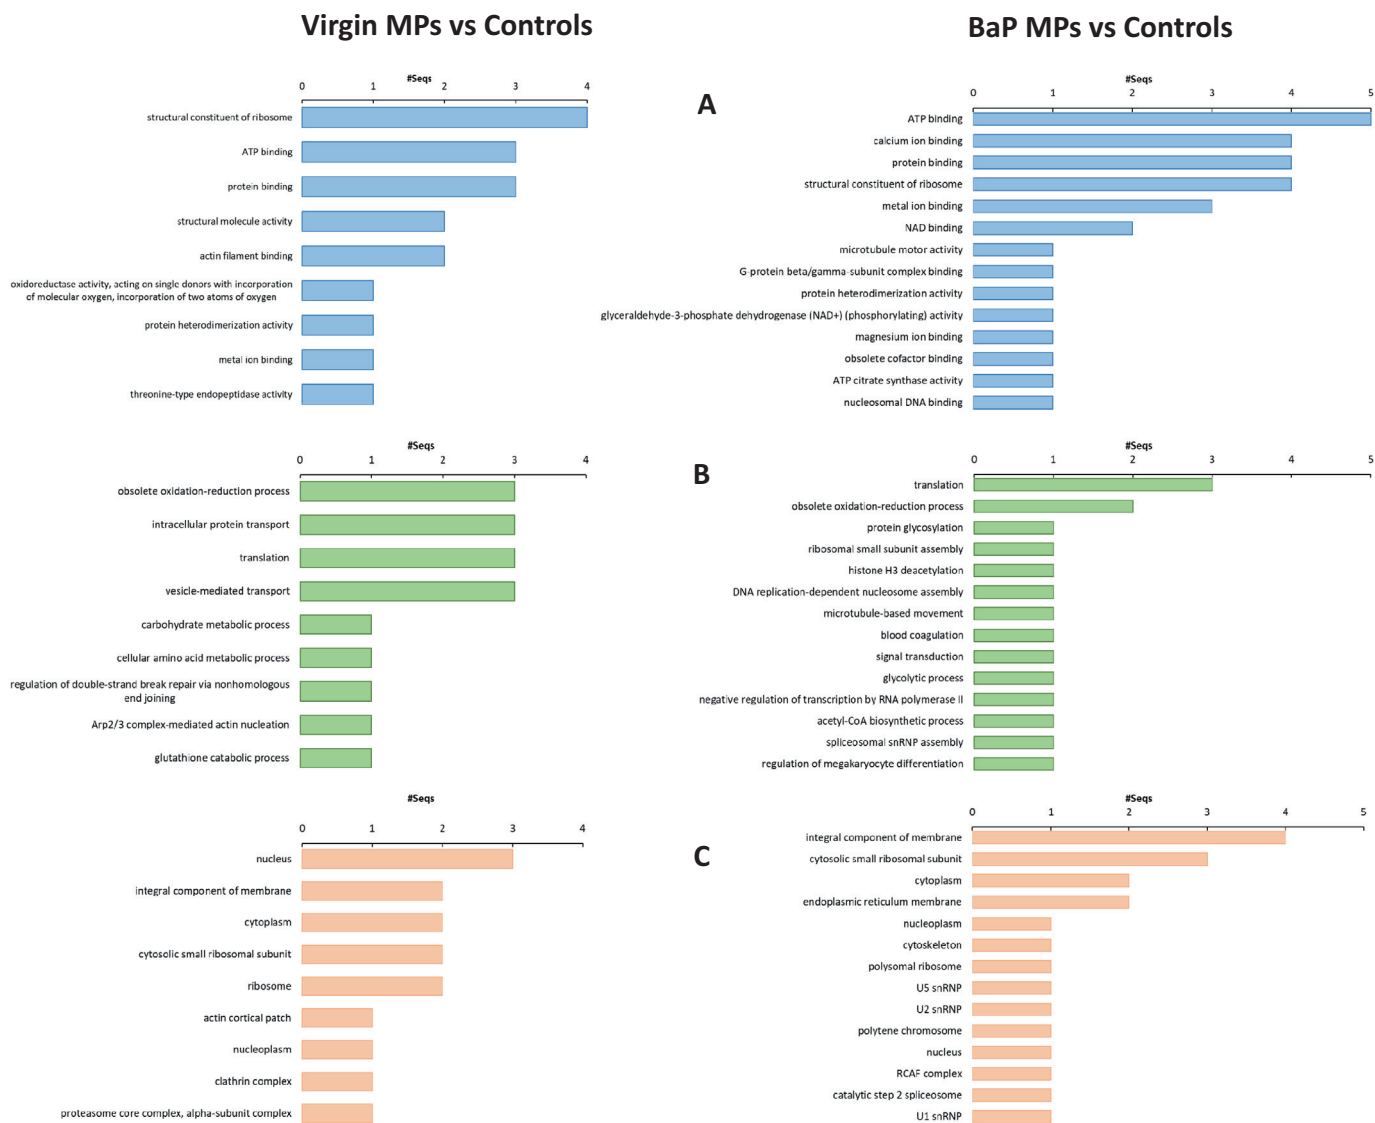 Virgin MPs vs Controls
BaP MPs vs Controls
A
#Seqs
0 1 2 3 4
structural constituent of ribosome
ATP binding
protein binding
structural molecule activity
actin filament binding
oxidoreductase activity, acting on single donors with incorporation
of molecular oxygen, incorporation of two atoms of oxygen
protein heterodimerization activity
metal ion binding
threonine-type endopeptidase activity
#Seqs
0 1 2 3 4 5
ATP binding
calcium ion binding
protein binding
structural constituent of ribosome
metal ion binding
NAD binding
microtubule motor activity
G-protein beta/gamma-subunit complex binding
protein heterodimerization activity
glyceraldehyde-3-phosphate dehydrogenase (NAD+) (phosphorylating) activity
magnesium ion binding
obsolete cofactor binding
ATP citrate synthase activity
nucleosomal DNA binding
B
#Seqs
0 1 2 3 4
obsolete oxidation-reduction process
intracellular protein transport
translation
vesicle-mediated transport
carbohydrate metabolic process
cellular amino acid metabolic process
regulation of double-strand break repair via nonhomologous
end joining
Arp2/3 complex-mediated actin nucleation
glutathione catabolic process
#Seqs
0 1 2 3 4 5
translation
obsolete oxidation-reduction process
protein glycosylation
ribosomal small subunit assembly
histone H3 deacetylation
DNA replication-dependent nucleosome assembly
microtubule-based movement
blood coagulation
signal transduction
glycolytic process
negative regulation of transcription by RNA polymerase II
acetyl-CoA biosynthetic process
spliceosomal snRNP assembly
regulation of megakaryocyte differentiation
C
#Seqs
0 1 2 3 4
nucleus
integral component of membrane
cytoplasm
cytosolic small ribosomal subunit
ribosome
actin cortical patch
nucleoplasm
clathrin complex
proteasome core complex, alpha-subunit complex
#Seqs
0 1 2 3 4 5
integral component of membrane
cytosolic small ribosomal subunit
cytoplasm
endoplasmic reticulum membrane
nucleoplasm
cytoskeleton
polysomal ribosome
U5 snRNP
U2 snRNP
polytene chromosome
nucleus
RCAF complex
catalytic step 2 spliceosome
U1 snRNP